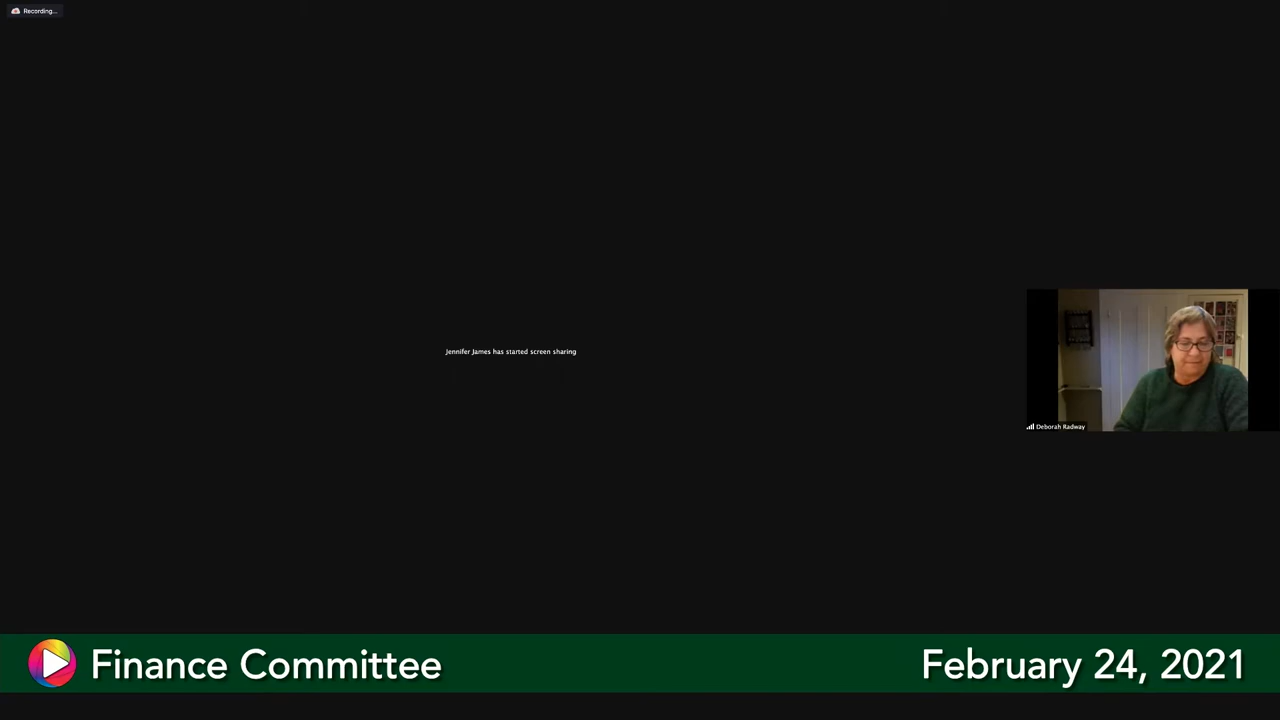 Recording...
Jennifer James has started screen sharing
Deborah Radway
Finance Committee
February 24, 2021